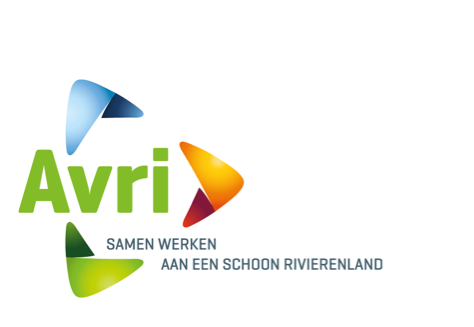 Avri
SAMEN WERKEN
AAN EEN SCHOON RIVIERENLAND